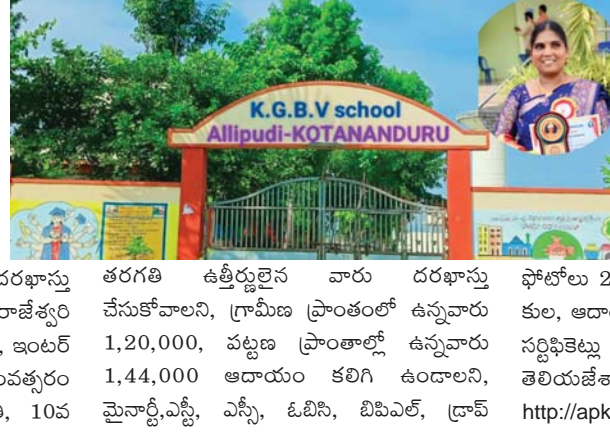 K.G.B.V school
Allipudi-KOTANANDURU
దరఖాస్తు
రాజేశ్వరి
, ఇంటర్
వత్సరం
, 10వ
తరగతి ఉత్తీర్ణులైన వారు దరఖాస్తు
చేసుకోవాలని, గ్రామీణ ప్రాంతంలో ఉన్నవారు
1,20,000, పట్టణ ప్రాంతాల్లో ఉన్నవారు
1,44,000 ఆదాయం కలిగి ఉండాలని,
మైనార్టీ,ఎస్టీ, ఎస్సీ, ఓబిసి, బిపిఎల్, డ్రాప్
ఫోటోలు 2
కుల, ఆదా
సర్టిఫికెట్లు
తెలియజేశా
http://apk